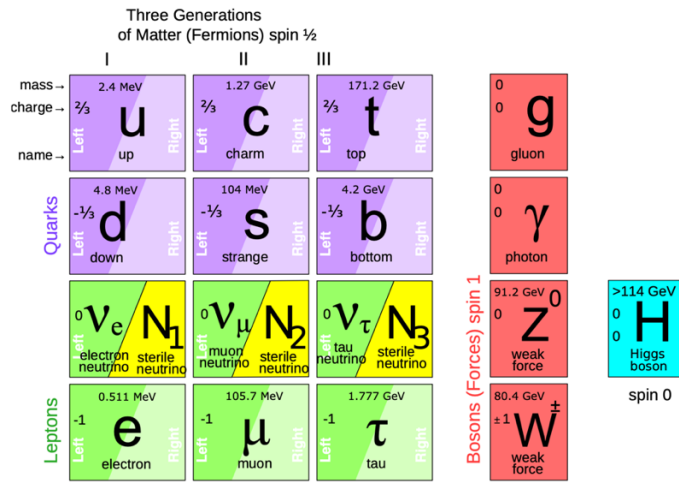 Three Generations
of Matter (Fermions) spin ½
I II III
mass→
charge→
name→
2.4 MeV
⅔
Left
u
Right
up
1.27 GeV
⅔
Left
c
Right
charm
171.2 GeV
⅔
Left
t
Right
top
0
0
g
gluon
Quarks
4.8 MeV
-⅓
Left
d
Right
down
104 MeV
-⅓
Left
s
Right
strange
4.2 GeV
-⅓
Left
b
Right
bottom
0
0
γ
photon
0
νe
Left
electron
neutrino
N1
Right
sterile
neutrino
0
νμ
Left
muon
neutrino
N2
Right
sterile
neutrino
0
ντ
Left
tau
neutrino
N3
Right
sterile
neutrino
Bosons (Forces) spin 1
91.2 GeV
0
Z0
weak
force
>114 GeV
0
0
H
Higgs
boson
spin 0
Leptons
0.511 MeV
-1
Left
e
Right
electron
105.7 MeV
-1
Left
μ
Right
muon
1.777 GeV
-1
Left
τ
Right
tau
80.4 GeV
±1
W±
weak
force